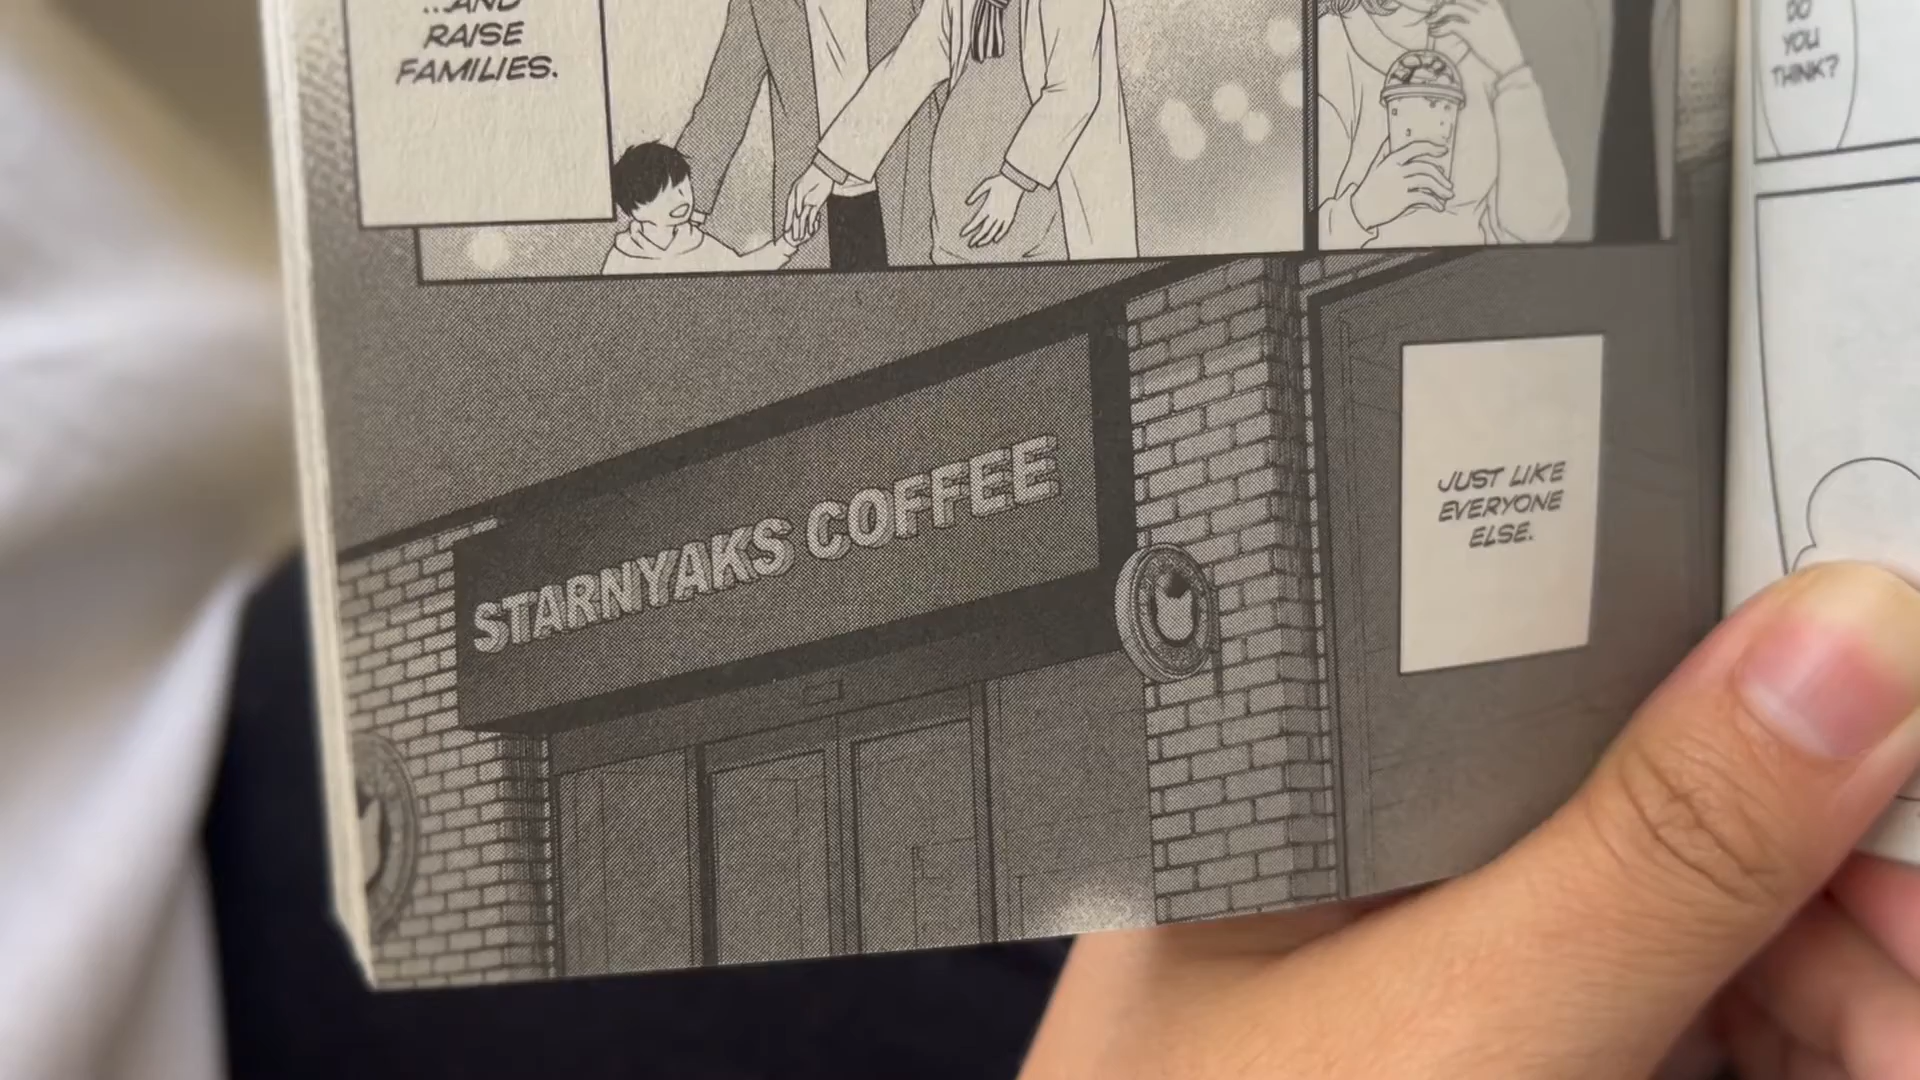 ...AND
RAISE
FAMILIES.
DO
YOU
THINK?
STARNYAKS COFFEE
JUST LIKE
EVERYONE
ELSE.